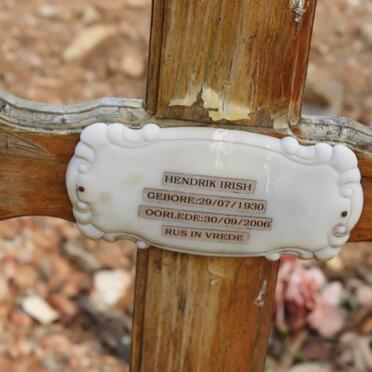 HENDRIK IRISH
GEBORE:29/07/1930
OORLEDE:30/09/2006
RUS IN VREDE